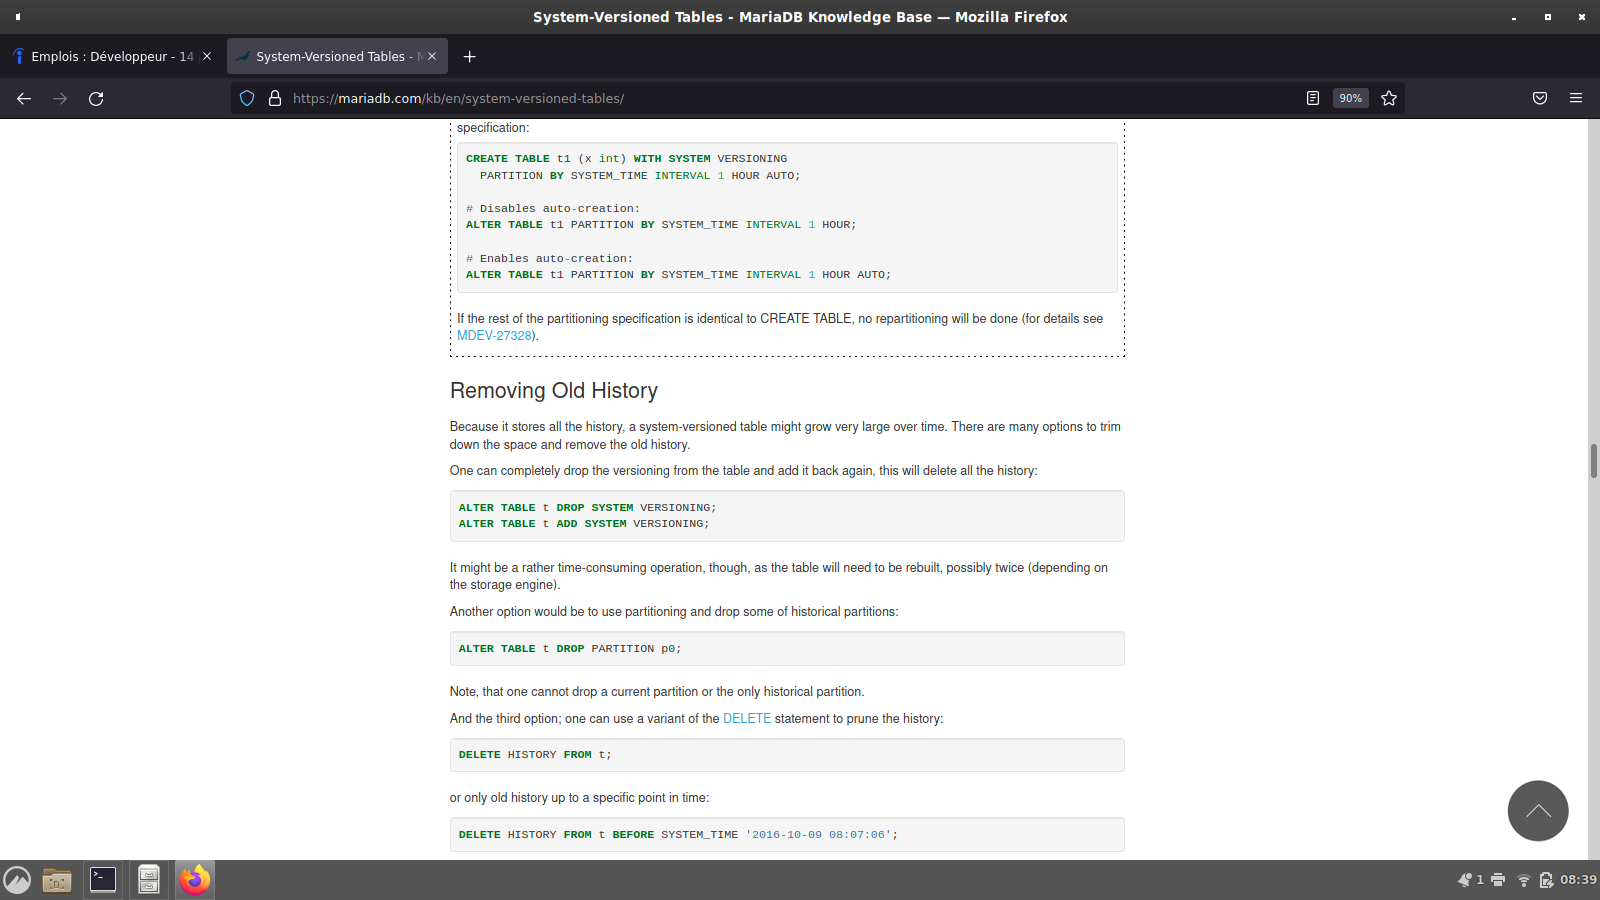 System-Versioned Tables - MariaDB Knowledge Base — Mozilla Firefox
Emplois : Développeur - 14
System-Versioned Tables -
https://mariadb.com/kb/en/system-versioned-tables/
90%
specification:
CREATE TABLE t1 (x int) WITH SYSTEM VERSIONING
PARTITION BY SYSTEM_TIME INTERVAL 1 HOUR AUTO;
# Disables auto-creation:
ALTER TABLE t1 PARTITION BY SYSTEM_TIME INTERVAL 1 HOUR;
# Enables auto-creation:
ALTER TABLE t1 PARTITION BY SYSTEM_TIME INTERVAL 1 HOUR AUTO;
If the rest of the partitioning specification is identical to CREATE TABLE, no repartitioning will be done (for details see
MDEV-27328).
Removing Old History
Because it stores all the history, a system-versioned table might grow very large over time. There are many options to trim
down the space and remove the old history.
One can completely drop the versioning from the table and add it back again, this will delete all the history:
ALTER TABLE t DROP SYSTEM VERSIONING;
ALTER TABLE t ADD SYSTEM VERSIONING;
It might be a rather time-consuming operation, though, as the table will need to be rebuilt, possibly twice (depending on
the storage engine).
Another option would be to use partitioning and drop some of historical partitions:
ALTER TABLE t DROP PARTITION p0;
Note, that one cannot drop a current partition or the only historical partition.
And the third option; one can use a variant of the DELETE statement to prune the history:
DELETE HISTORY FROM t;
or only old history up to a specific point in time:
DELETE HISTORY FROM t BEFORE SYSTEM_TIME '2016-10-09 08:07:06';
1
08:39